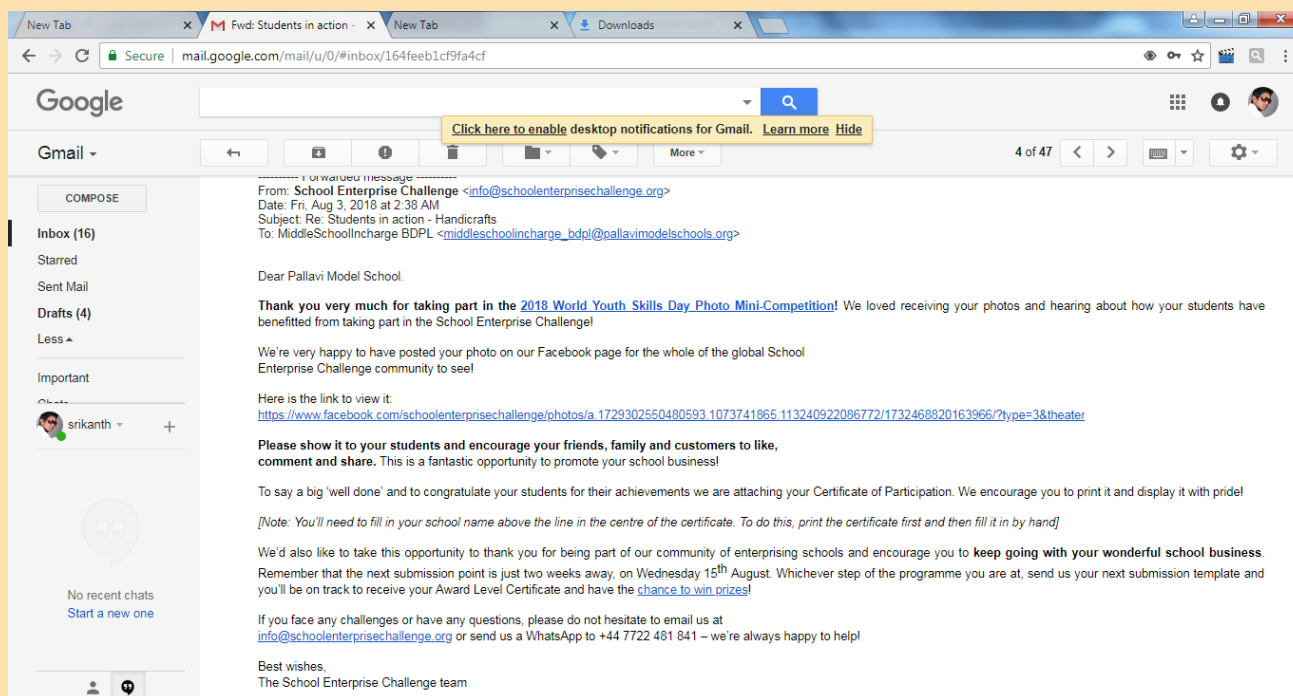 New Tab
Fwd: Students in action -
New Tab
Downloads
Secure | mail.google.com/mail/u/0/#inbox/164feeb1cf9fa4cf
Google
Click here to enable desktop notifications for Gmail. Learn more Hide
Gmail
More
4 of 47
COMPOSE
Inbox (16)
Starred
Sent Mail
Drafts (4)
Less
Important
Chats
srikanth
No recent chats
Start a new one
---------- Forwarded message ----------
From: School Enterprise Challenge <info@schoolenterprisechallenge.org>
Date: Fri, Aug 3, 2018 at 2:38 AM
Subject: Re: Students in action - Handicrafts
To: MiddleSchoolIncharge BDPL <middleschoolincharge_bdpl@pallavimodelschools.org>
Dear Pallavi Model School.
Thank you very much for taking part in the 2018 World Youth Skills Day Photo Mini-Competition! We loved receiving your photos and hearing about how your students have
benefitted from taking part in the School Enterprise Challenge!
We're very happy to have posted your photo on our Facebook page for the whole of the global School
Enterprise Challenge community to see!
Here is the link to view it:
https://www.facebook.com/schoolenterprisechallenge/photos/a.1729302550480593.1073741865.113240922086772/1732468820163966/?type=3&theater
Please show it to your students and encourage your friends, family and customers to like,
comment and share. This is a fantastic opportunity to promote your school business!
To say a big 'well done' and to congratulate your students for their achievements we are attaching your Certificate of Participation. We encourage you to print it and display it with pride!
[Note: You'll need to fill in your school name above the line in the centre of the certificate. To do this, print the certificate first and then fill it in by hand]
We'd also like to take this opportunity to thank you for being part of our community of enterprising schools and encourage you to keep going with your wonderful school business.
Remember that the next submission point is just two weeks away, on Wednesday 15th August. Whichever step of the programme you are at, send us your next submission template and
you'll be on track to receive your Award Level Certificate and have the chance to win prizes!
If you face any challenges or have any questions, please do not hesitate to email us at
info@schoolenterprisechallenge.org or send us a WhatsApp to +44 7722 481 841 – we're always happy to help!
Best wishes,
The School Enterprise Challenge team